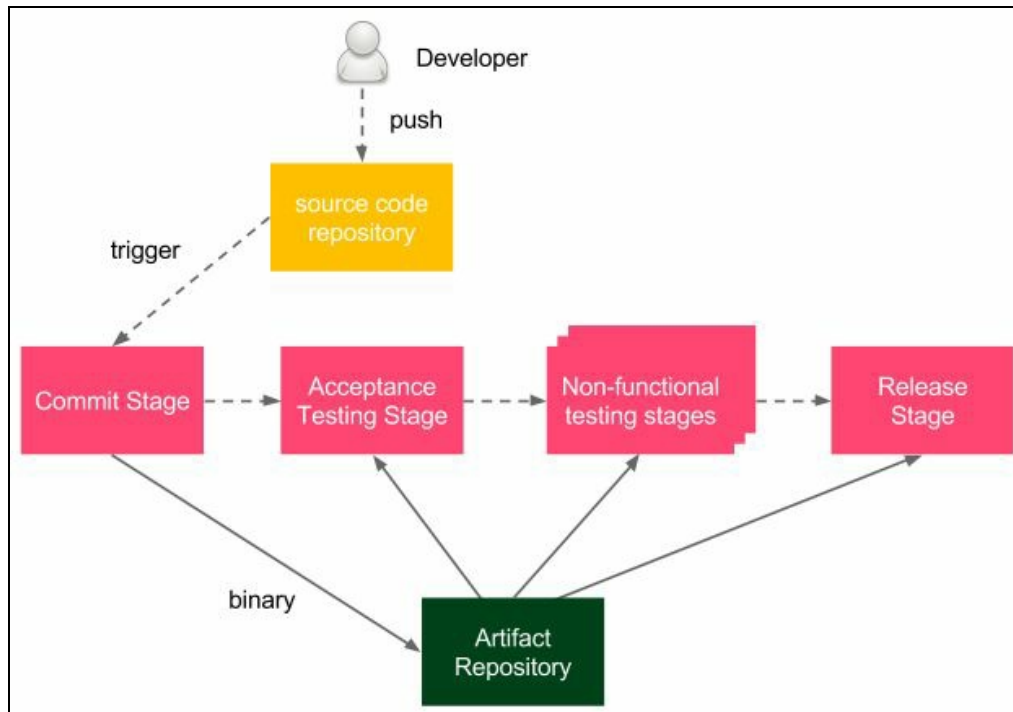 Developer
push
source code
repository
trigger
Commit Stage
Acceptance
Testing Stage
Non-functional
testing stages
Release
Stage
binary
Artifact
Repository